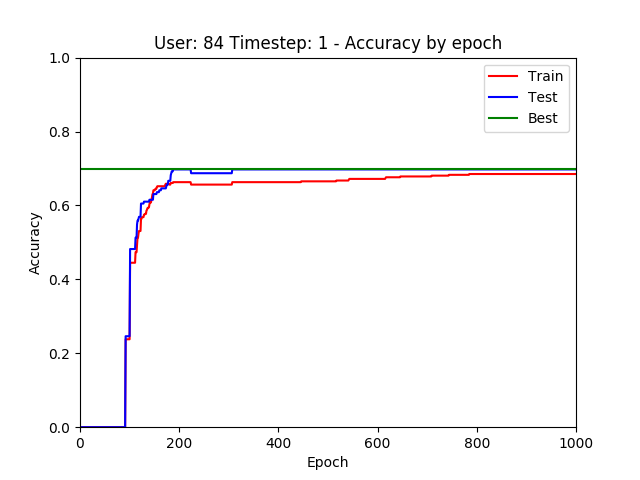 User: 84 Timestep: 1 - Accuracy by epoch
1.0
0.8
0.6
0.4
0.2
0.0
Accuracy
Train
Test
Best
0 200 400 600 800 1000
Epoch